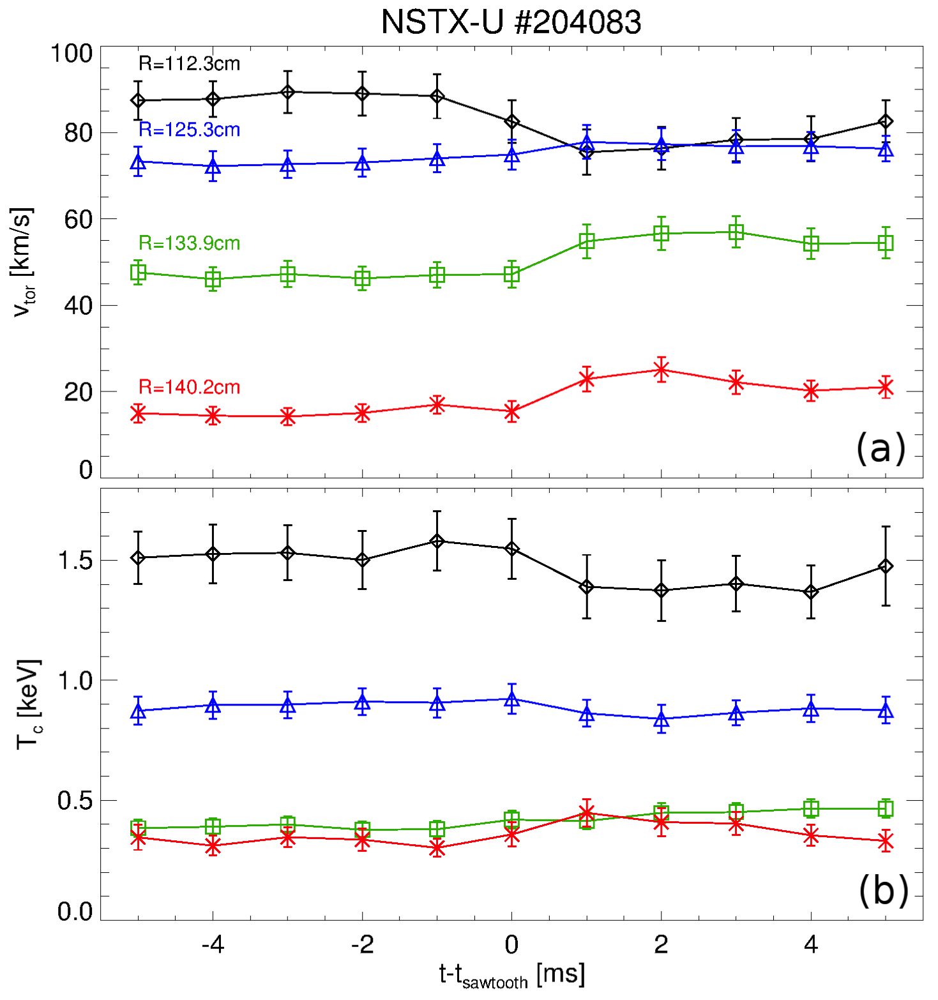 NSTX-U #204083
100
R=112.3cm
80
R=125.3cm
60
R=133.9cm
40
R=140.2cm
20
0
v_tor [km/s]
(a)
1.5
1.0
0.5
0.0
T_c [keV]
(b)
-4 -2 0 2 4
t-t_sawtooth [ms]